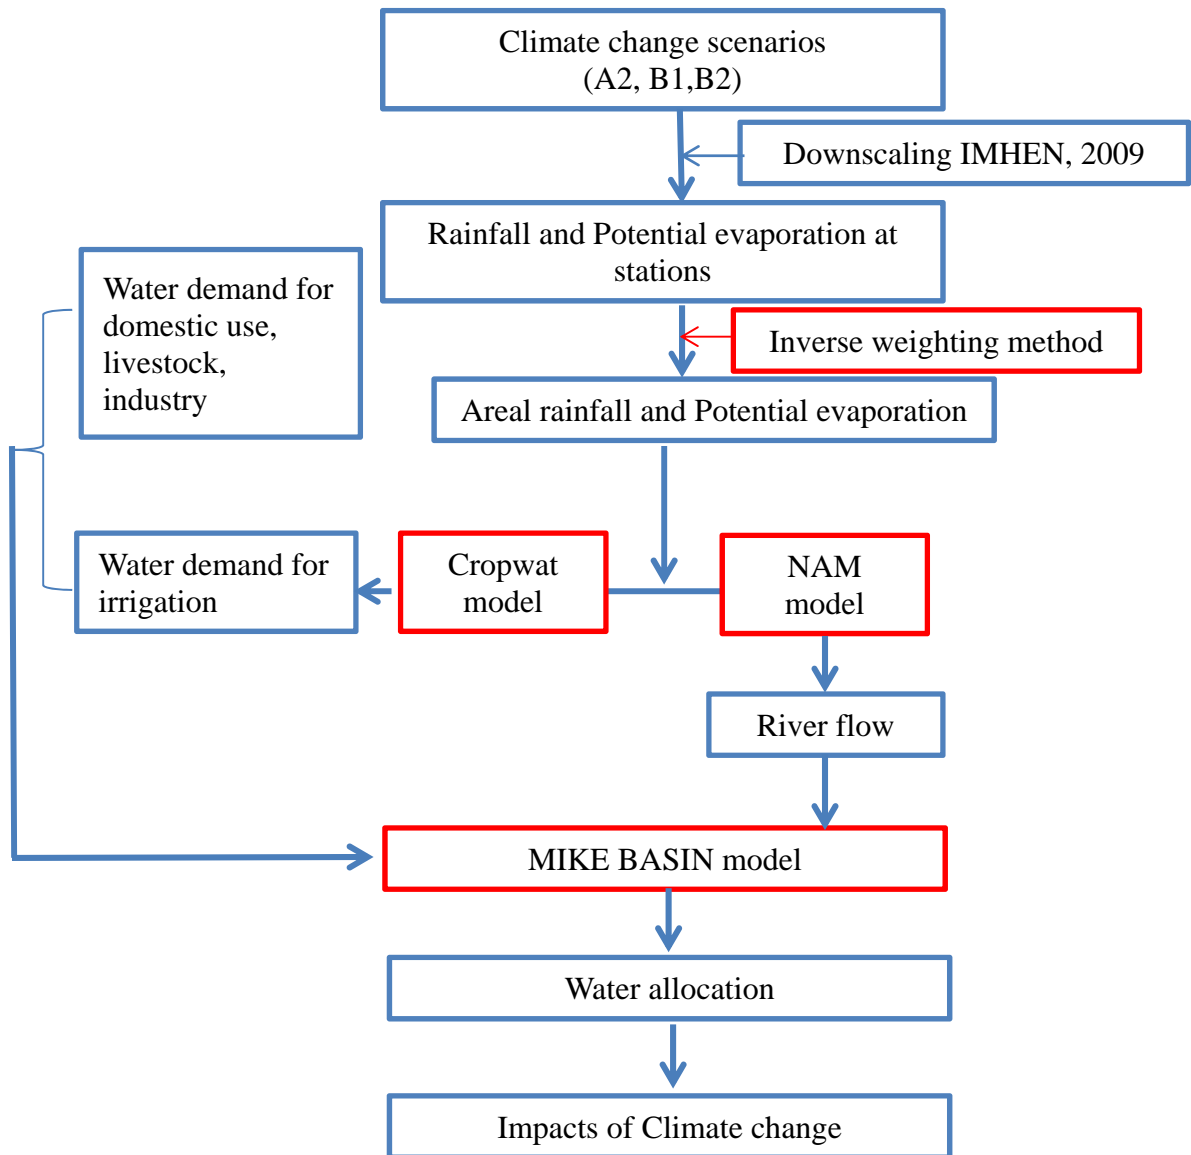 Climate change scenarios
(A2, B1,B2)
Downscaling IMHEN, 2009
Rainfall and Potential evaporation at
stations
Water demand for
domestic use,
livestock,
industry
Inverse weighting method
Areal rainfall and Potential evaporation
Water demand for
irrigation
Cropwat
model
NAM
model
River flow
MIKE BASIN model
Water allocation
Impacts of Climate change